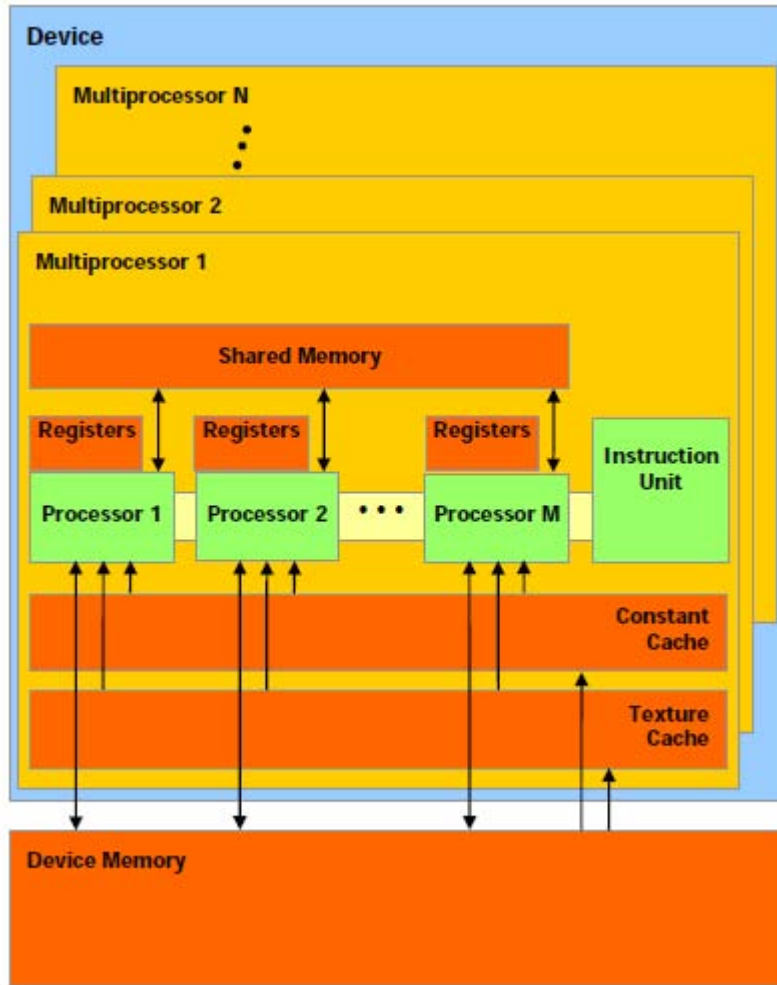 Device
Multiprocessor N
Multiprocessor 2
Multiprocessor 1
Shared Memory
Registers
Registers
Registers
Instruction
Unit
Processor 1
Processor 2
Processor M
Constant
Cache
Texture
Cache
Device Memory